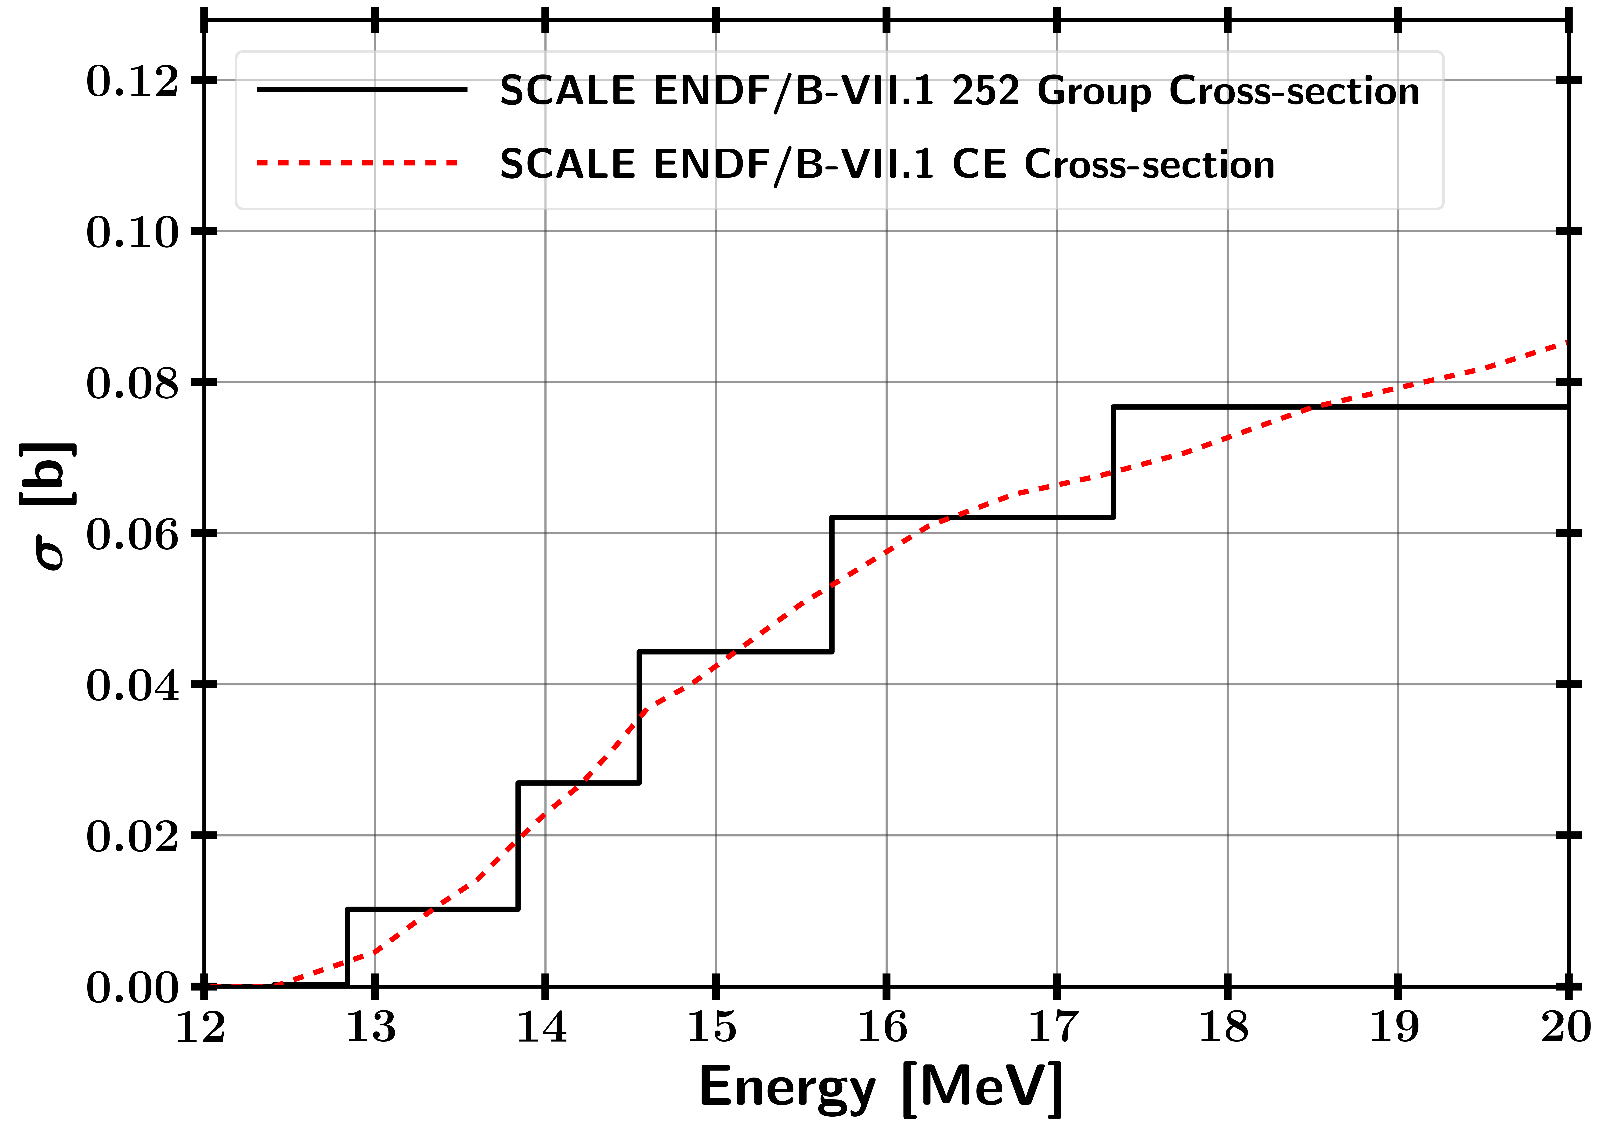 SCALE ENDF/B-VII.1 252 Group Cross-section
SCALE ENDF/B-VII.1 CE Cross-section
0.12
0.10
0.08
0.06
0.04
0.02
0.00
σ [b]
12 13 14 15 16 17 18 19 20
Energy [MeV]